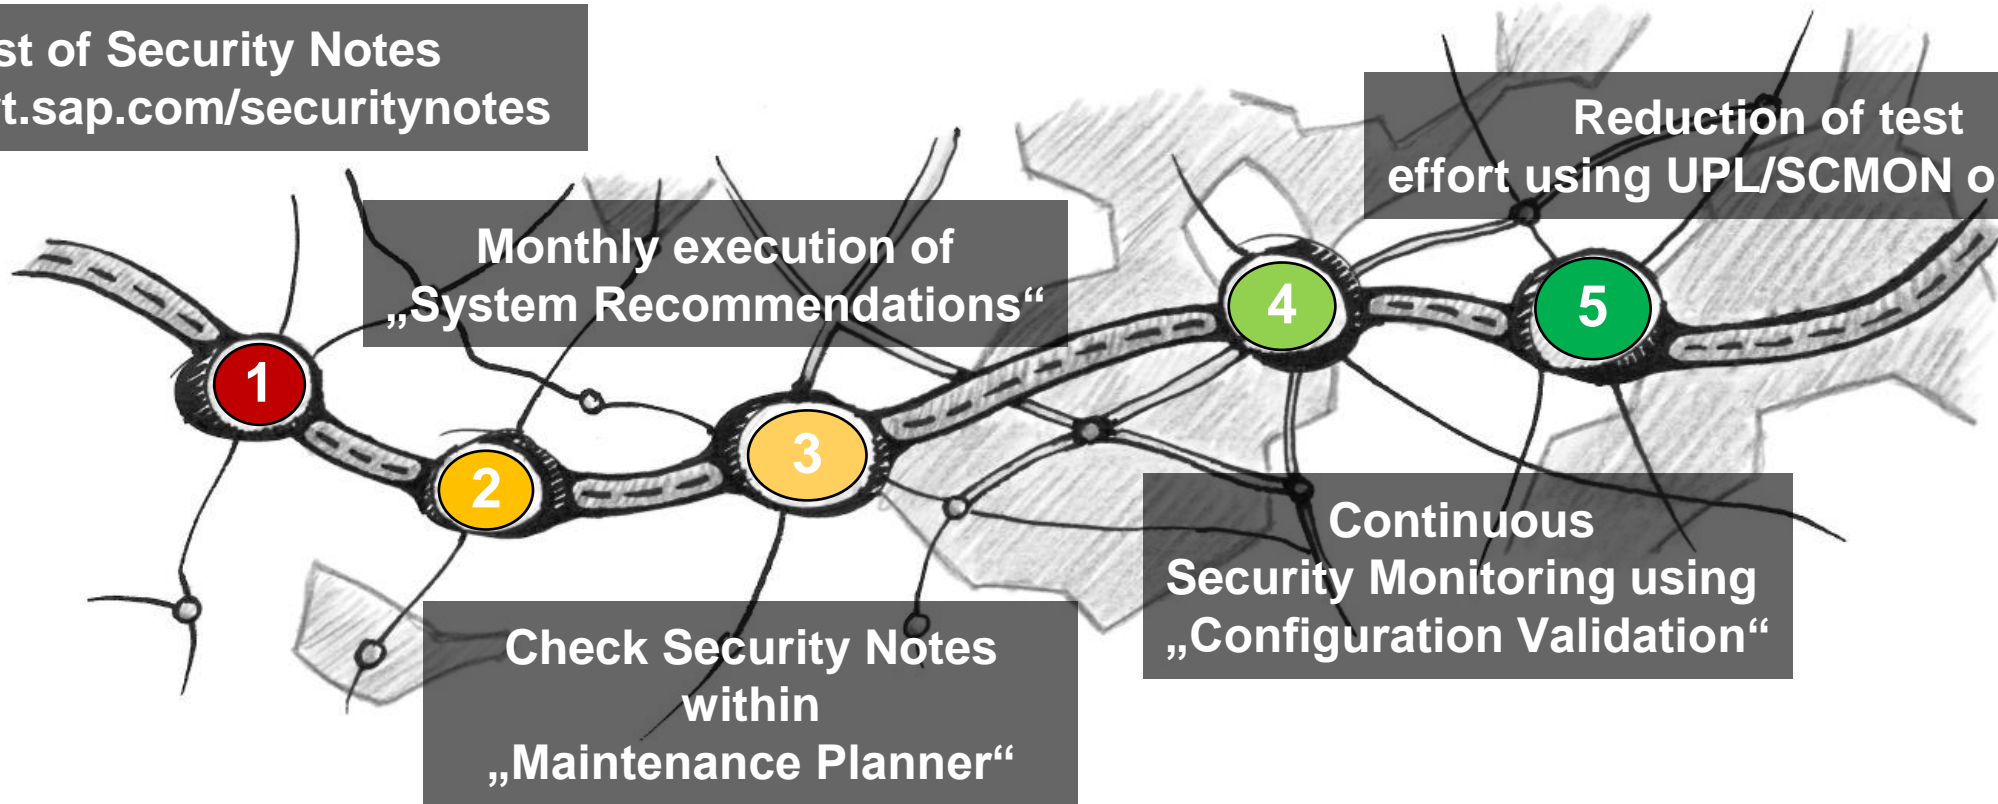 of Security Notes
sap.com/securitynotes
1
Monthly execution of
„System Recommendations“
2
Check Security Notes
within
„Maintenance Planner“
3
4
Continuous
Security Monitoring using
„Configuration Validation“
5
Reduction of test
effort using UPL/SCMON